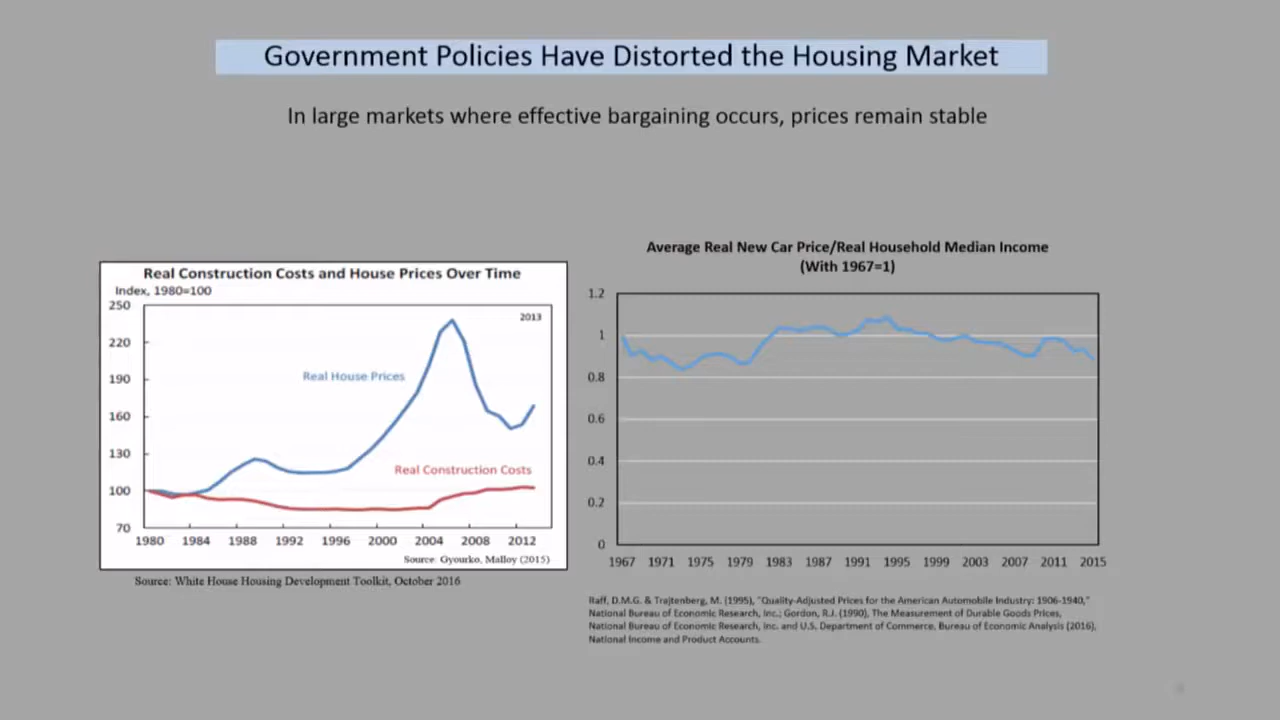 Government Policies Have Distorted the Housing Market
In large markets where effective bargaining occurs, prices remain stable
Real Construction Costs and House Prices Over Time
Index, 1980=100
250
220
190
160
130
100
70
2013
Real House Prices
Real Construction Costs
1980 1984 1988 1992 1996 2000 2004 2008 2012
Source: Gyourko, Malloy (2015)
Source: White House Housing Development Toolkit, October 2016
Average Real New Car Price/Real Household Median Income
(With 1967=1)
1.2
1
0.8
0.6
0.4
0.2
0
1967 1971 1975 1979 1983 1987 1991 1995 1999 2003 2007 2011 2015
Raff, D.M.G. & Trajtenberg, M. (1995), "Quality-Adjusted Prices for the American Automobile Industry: 1906-1940,"
National Bureau of Economic Research, Inc.; Gordon, R.J. (1990), The Measurement of Durable Goods Prices,
National Bureau of Economic Research, Inc. and U.S. Department of Commerce, Bureau of Economic Analysis (2016),
National Income and Product Accounts.